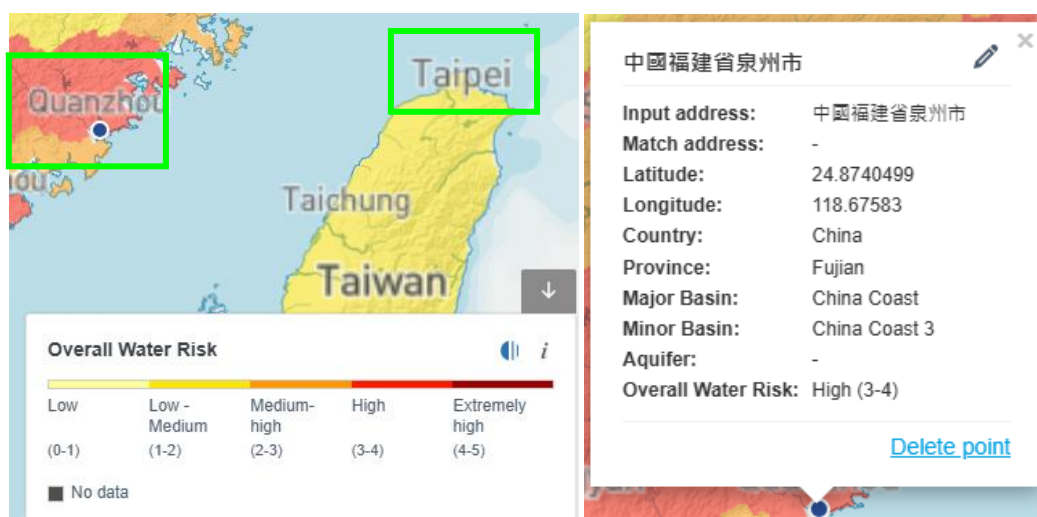 Taipei
Quanzhou
Taichung
Taiwan
Overall Water Risk
i
Low
Low - Medium
Medium-high
High
Extremely high
(0-1)
(1-2)
(2-3)
(3-4)
(4-5)
No data
中國福建省泉州市
Input address: 中國福建省泉州市
Match address: -
Latitude: 24.8740499
Longitude: 118.67583
Country: China
Province: Fujian
Major Basin: China Coast
Minor Basin: China Coast 3
Aquifer: -
Overall Water Risk: High (3-4)
Delete point